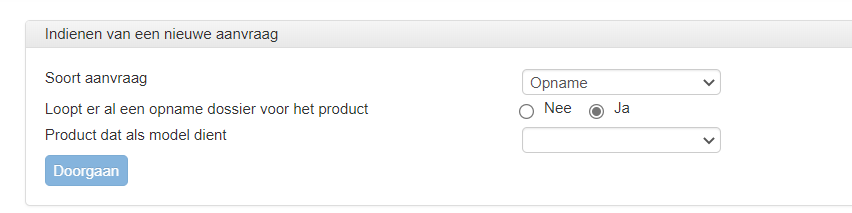 Indienen van een nieuwe aanvraag
Soort aanvraag Opname
Loopt er al een opname dossier voor het product Nee Ja
Product dat als model dient
Doorgaan